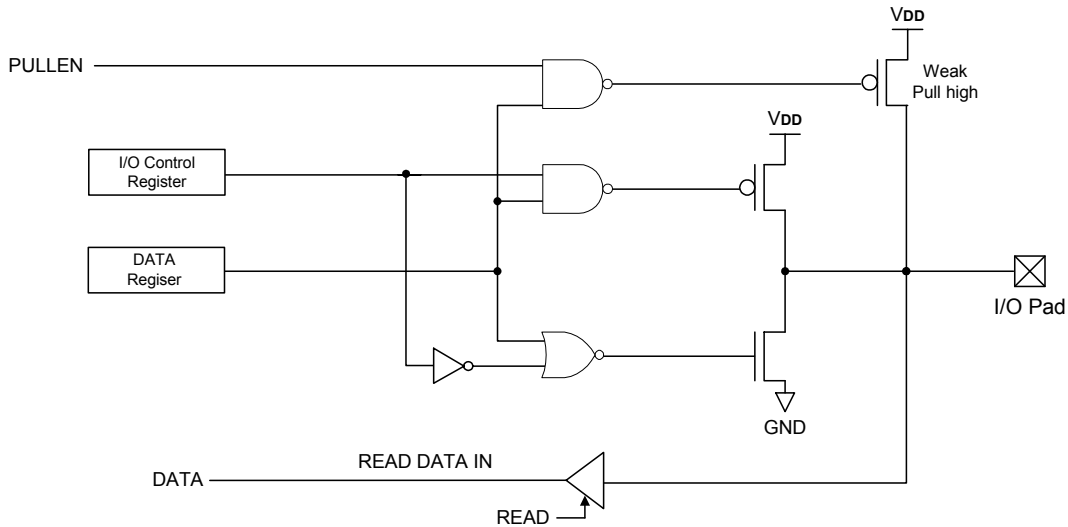 VDD
PULLEN
Weak
Pull high
VDD
I/O Control
Register
DATA
Regiser
I/O Pad
GND
READ DATA IN
DATA
READ